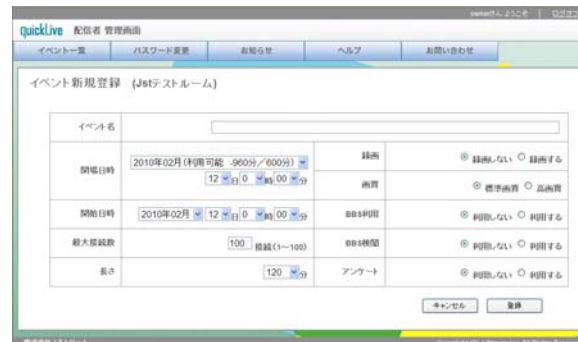 ようこそ
quickLive 配信者 管理画面
イベント一覧 パスワード変更 お知らせ ヘルプ お問い合わせ
イベント新規登録 (Jstテストルーム)
イベント名
開場日時 2010年02月(利用可能 -960分/600分)
12 日 0 時 00 分
録画 録画しない 録画する
画質 標準画質 高画質
開始日時 2010年02月 12 日 0 時 00 分
BBS利用 利用しない 利用する
最大接続数 100 接続(1~100)
BBS検閲 利用しない 利用する
長さ 120 分
アンケート 利用しない 利用する
キャンセル 登録